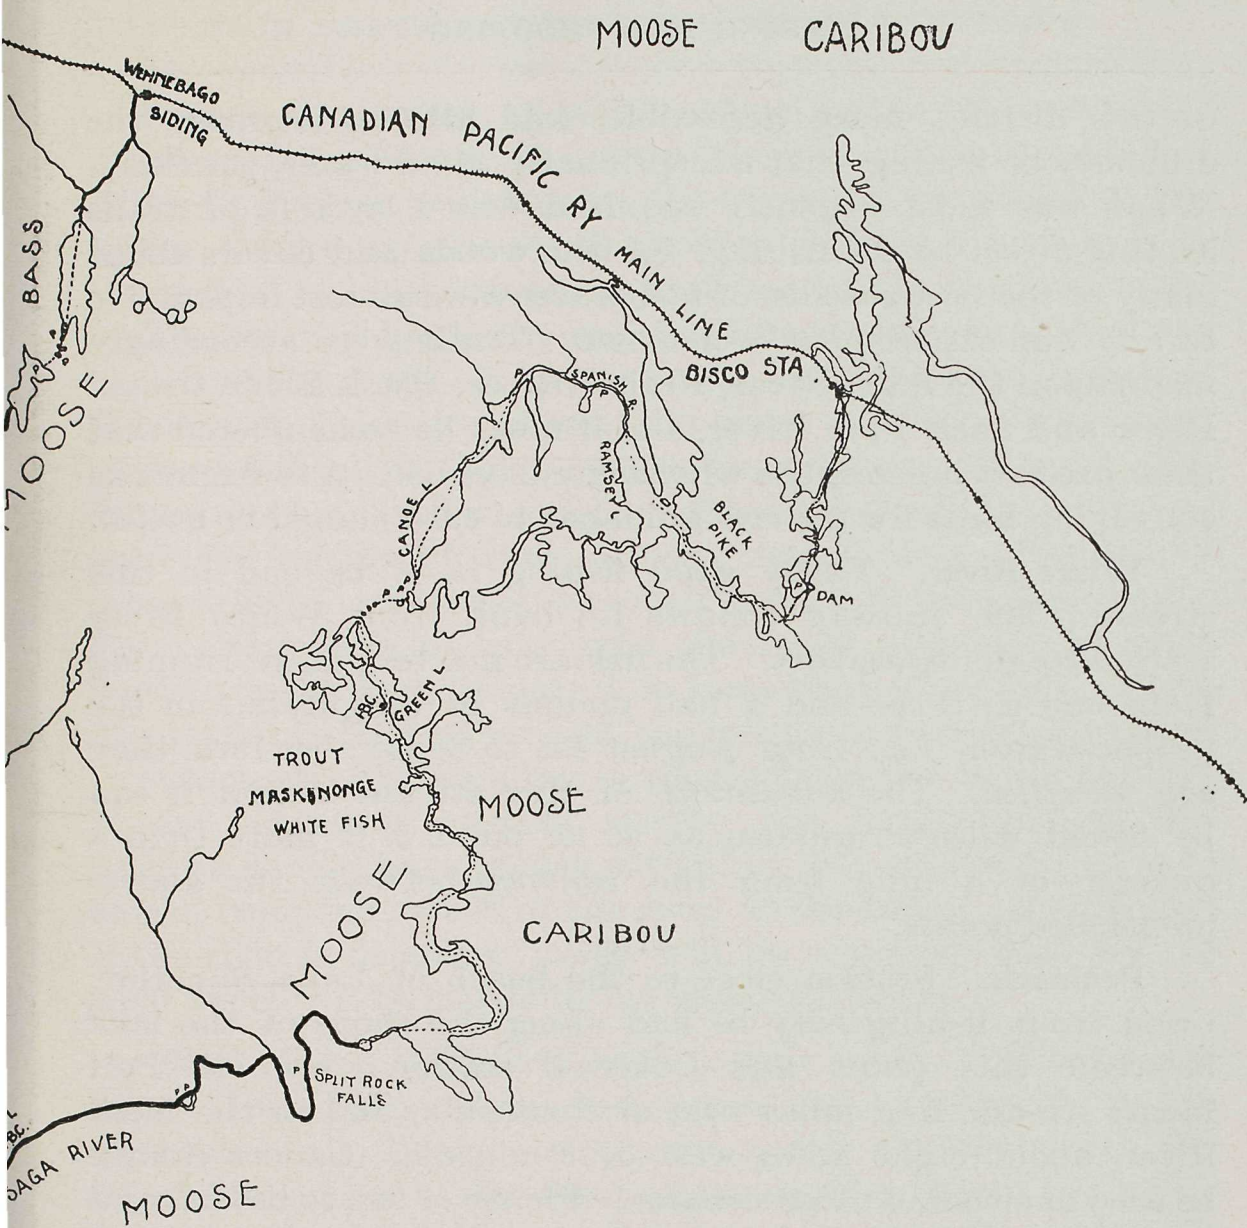 MOOSE CARIBOU
WENNEBAGO
SIDING
CANADIAN PACIFIC RY MAIN LINE
BASS
MOOSE
BISCO STA.
P
SPANISH R.
P
RAMSEY L
CANOE L
BLACK
PIKE
P
DAM
P P
H.B.C.
GREEN L
TROUT
MASKINONGE
WHITE FISH
MOOSE
MOOSE
CARIBOU
P
SPLIT ROCK
FALLS
P P
L
B.C.
SAGA RIVER
MOOSE